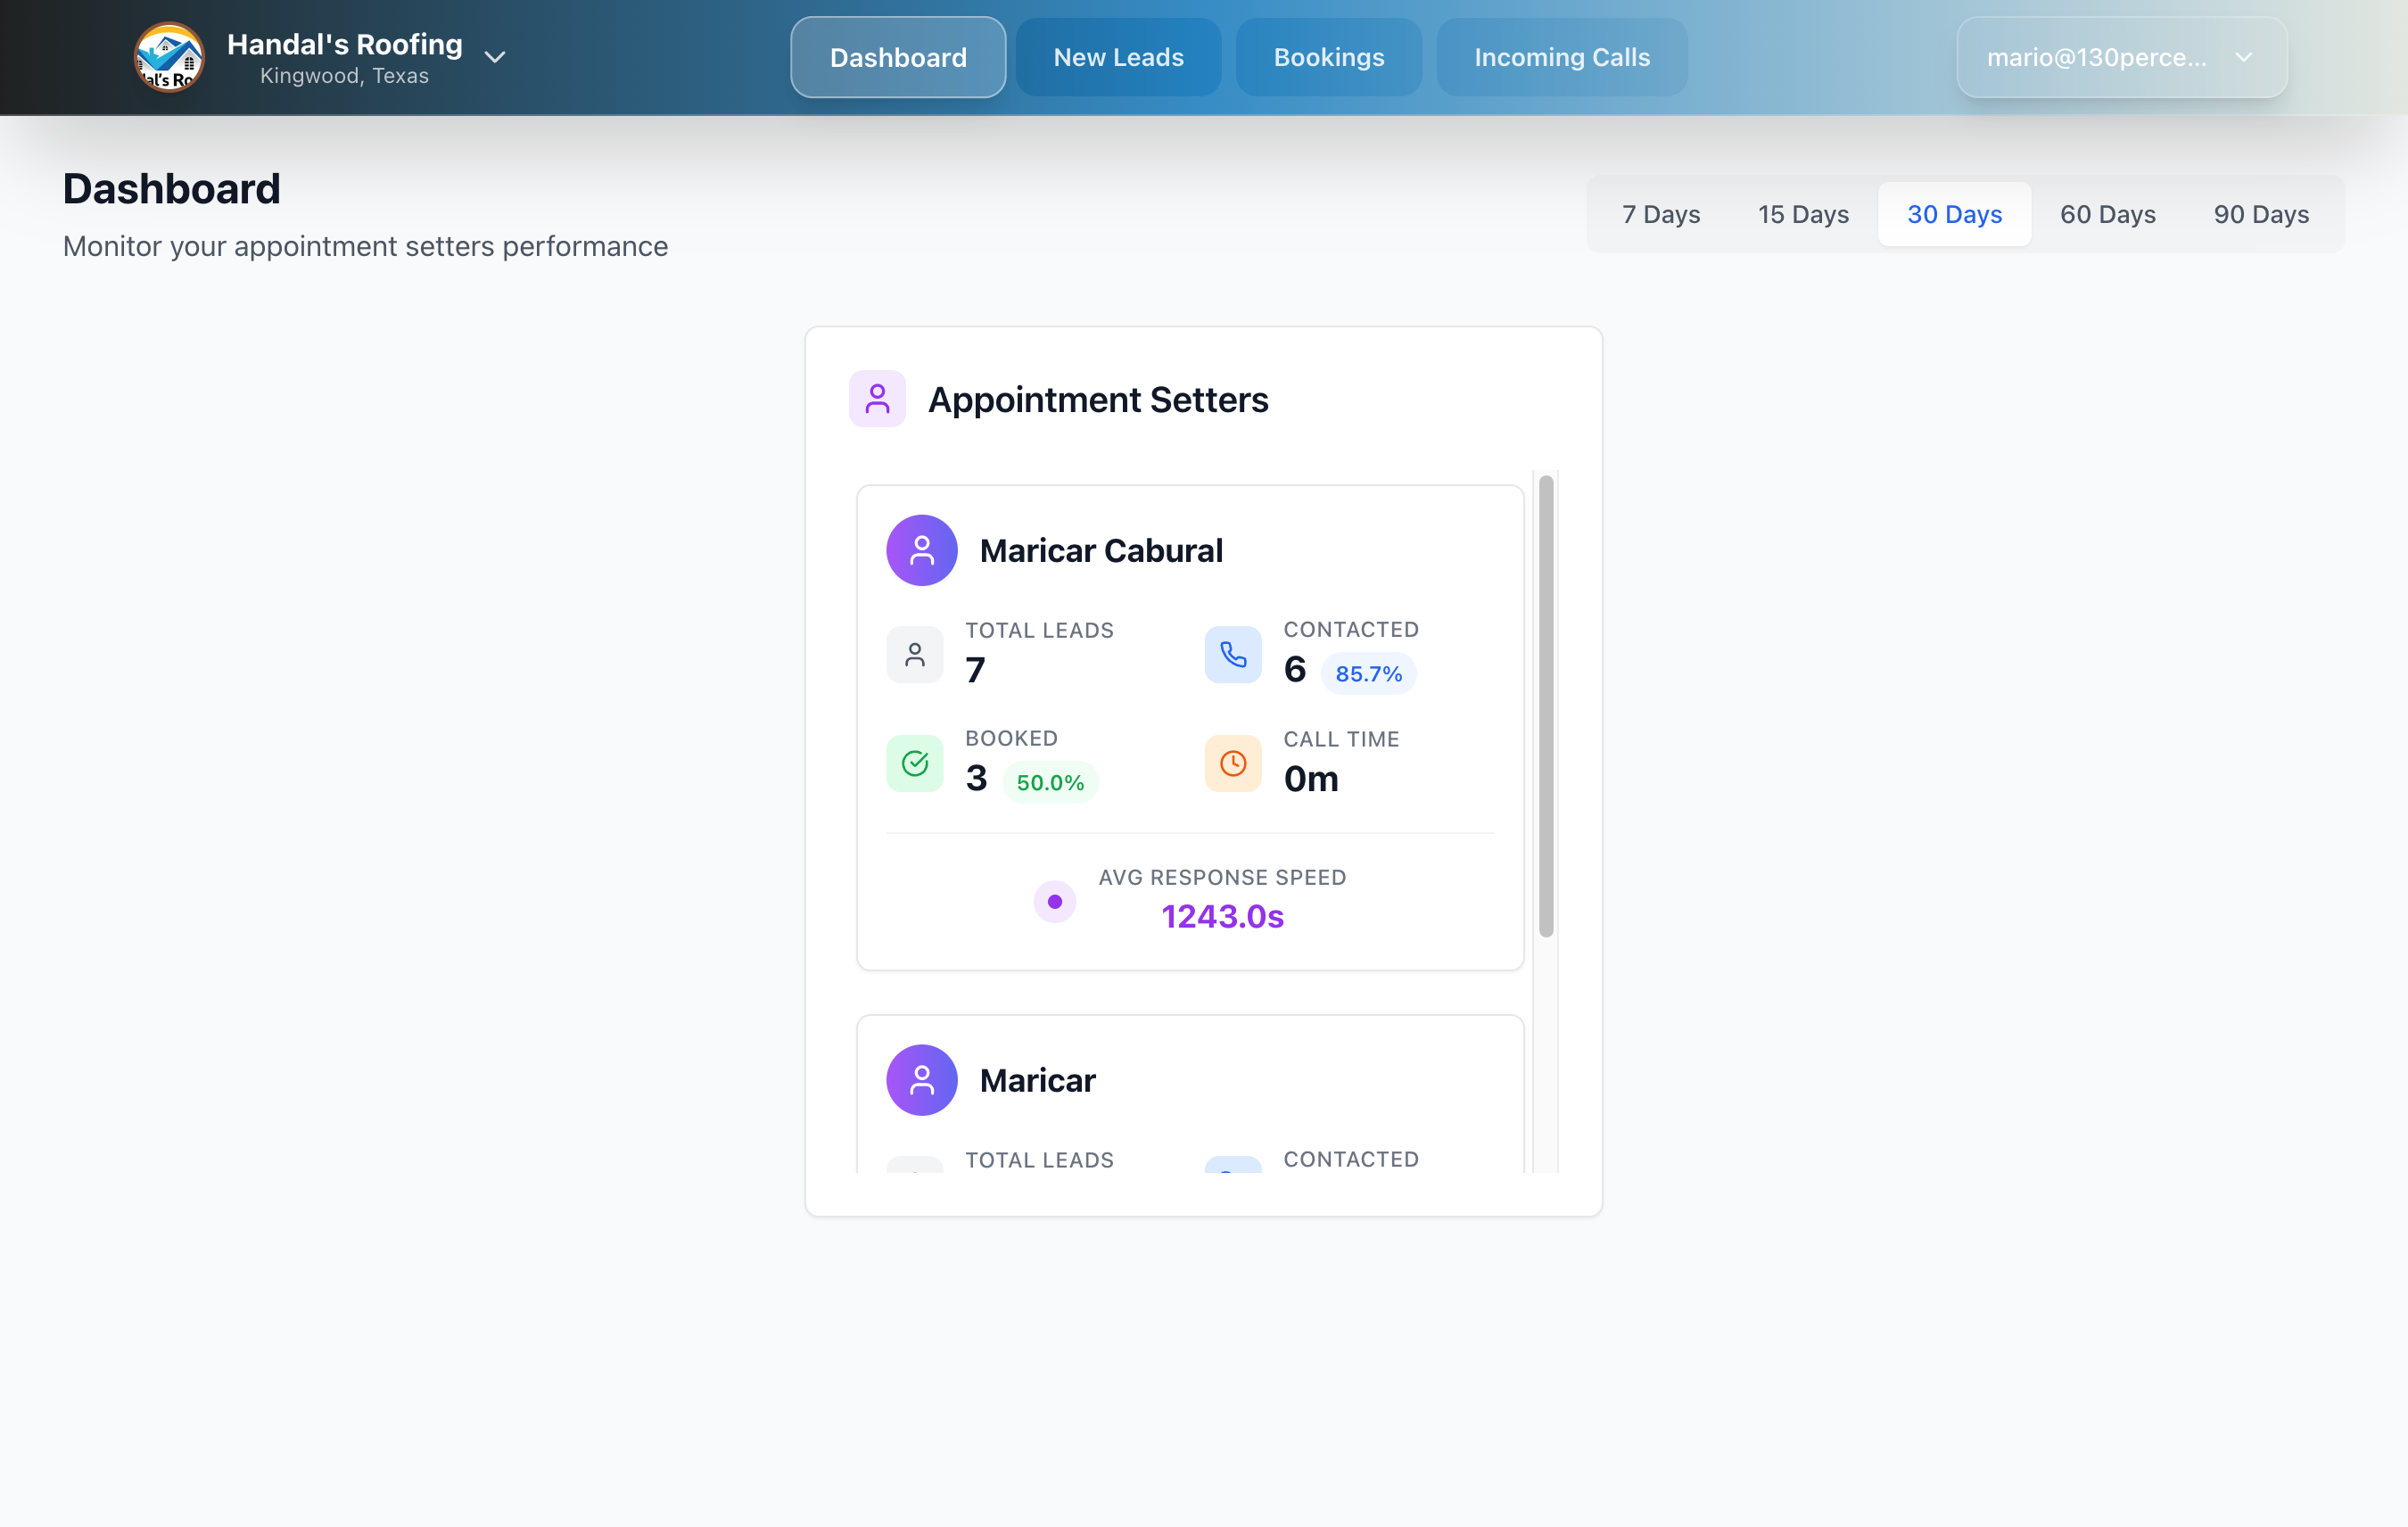 al's Ro
Handal's Roofing
Kingwood, Texas
Dashboard
New Leads
Bookings
Incoming Calls
mario@130perce...
Dashboard
Monitor your appointment setters performance
7 Days
15 Days
30 Days
60 Days
90 Days
Appointment Setters
Maricar Cabural
TOTAL LEADS
7
CONTACTED
6 85.7%
BOOKED
3 50.0%
CALL TIME
0m
AVG RESPONSE SPEED
1243.0s
Maricar
TOTAL LEADS
CONTACTED